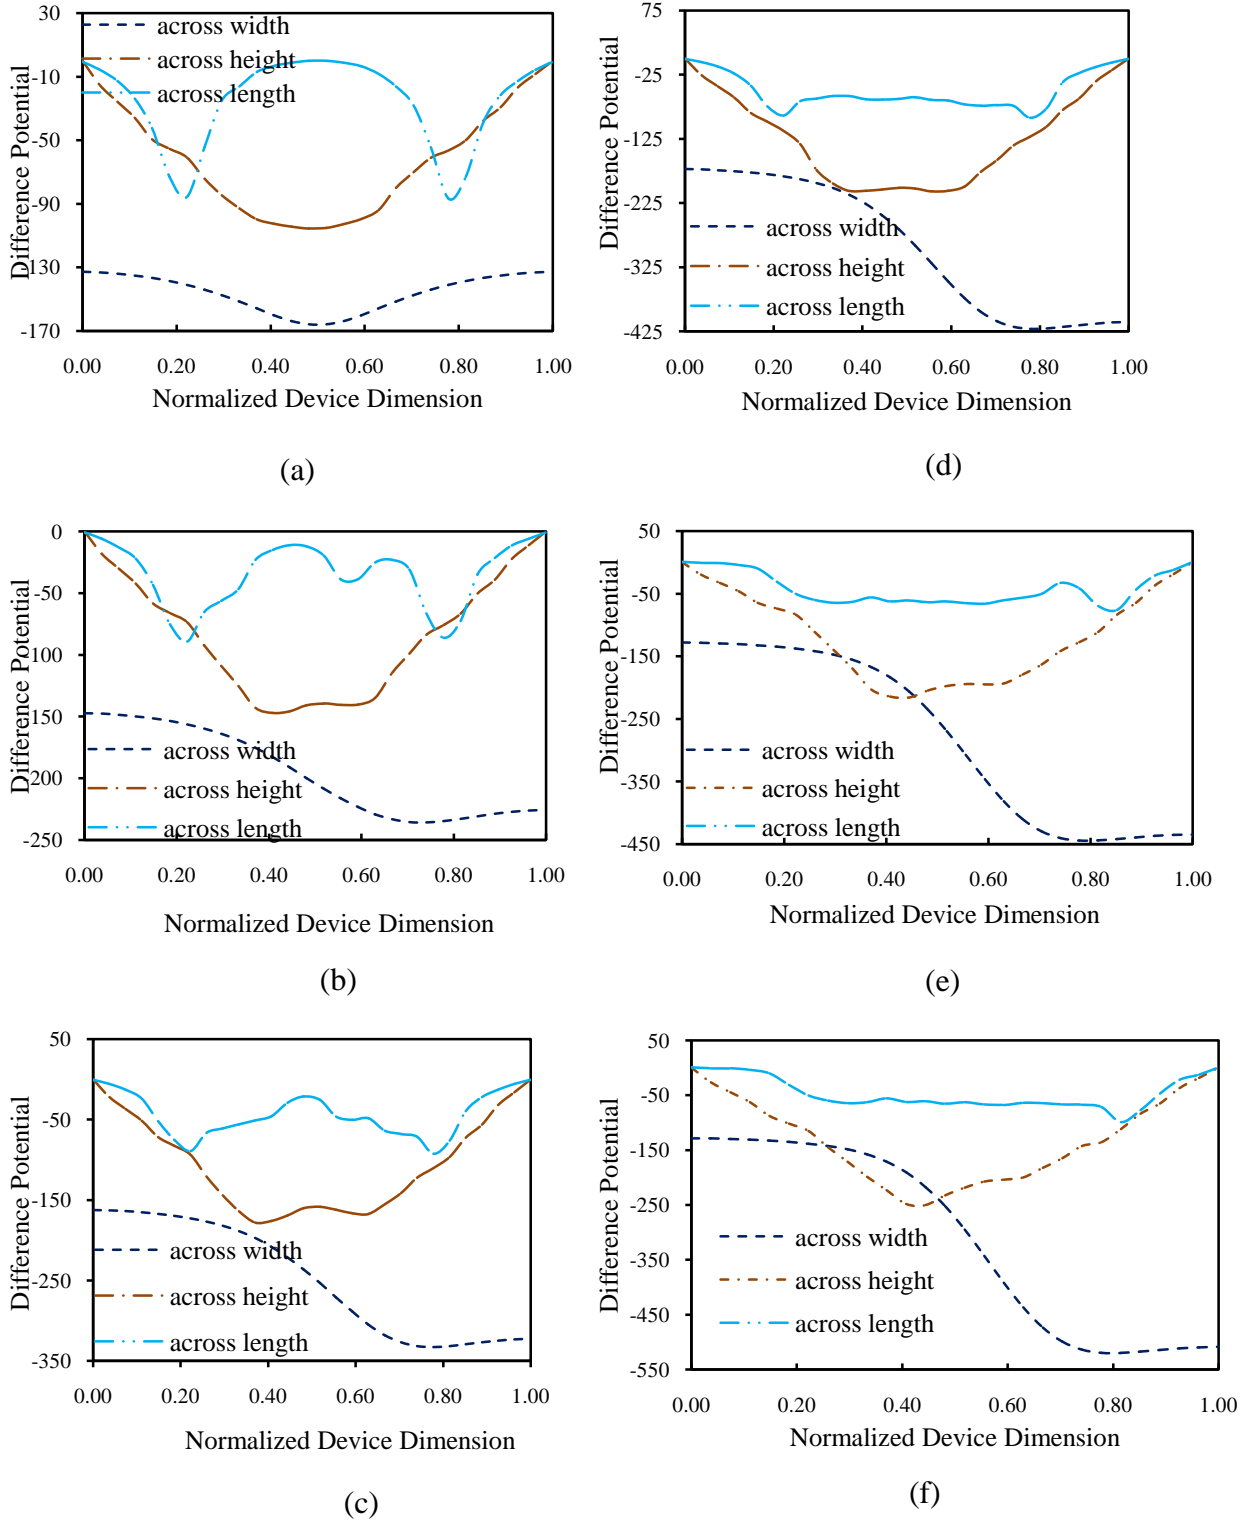 30
-10
-50
-90
-130
-170
Difference Potential
across width
across height
across length
0.00 0.20 0.40 0.60 0.80 1.00
Normalized Device Dimension
(a)
75
-25
-125
-225
-325
-425
Difference Potential
across width
across height
across length
0.00 0.20 0.40 0.60 0.80 1.00
Normalized Device Dimension
(d)
0
-50
-100
-150
-200
-250
Difference Potential
across width
across height
across length
0.00 0.20 0.40 0.60 0.80 1.00
Normalized Device Dimension
(b)
50
-50
-150
-250
-350
-450
Difference Potential
across width
across height
across length
0.00 0.20 0.40 0.60 0.80 1.00
Normalized Device Dimension
(e)
50
-50
-150
-250
-350
Difference Potential
across width
across height
across length
0.00 0.20 0.40 0.60 0.80 1.00
Normalized Device Dimension
(c)
50
-50
-150
-250
-350
-450
-550
Difference Potential
across width
across height
across length
0.00 0.20 0.40 0.60 0.80 1.00
Normalized Device Dimension
(f)